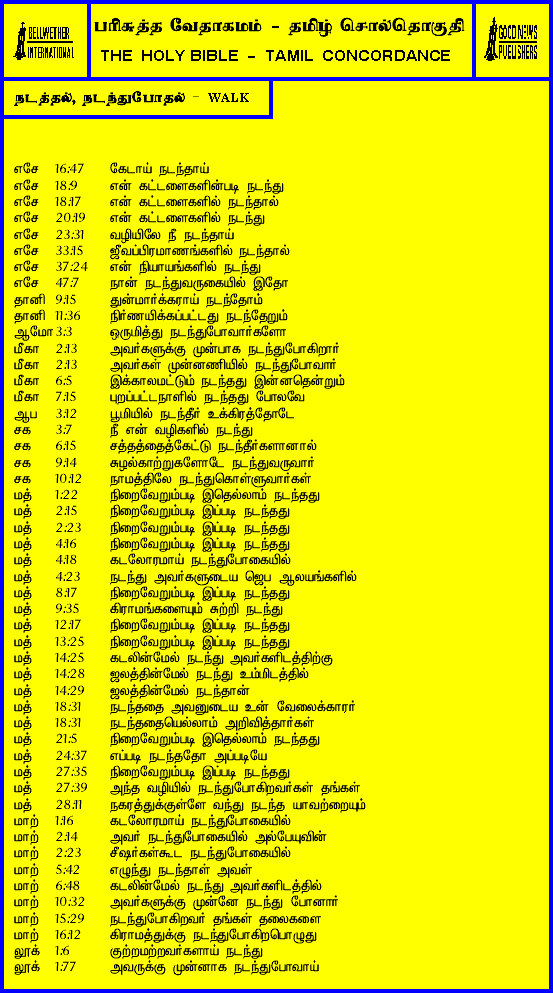 BELLWETHER INTERNATIONAL
பரிசுத்த வேதாகமம் - தமிழ் சொல்தொகுதி
THE HOLY BIBLE - TAMIL CONCORDANCE
GOOD NEWS PUBLISHERS
நடத்தல், நடந்துபோதல் - WALK
எசே 16:47 கேடாய் நடந்தாய்
எசே 18:9 என் கட்டளைகளின்படி நடந்து
எசே 18:17 என் கட்டளைகளில் நடந்தால்
எசே 20:19 என் கட்டளைகளில் நடந்து
எசே 23:31 வழியிலே நீ நடந்தாய்
எசே 33:15 ஜீவப்பிரமாணங்களில் நடந்தால்
எசே 37:24 என் நியாயங்களில் நடந்து
எசே 47:7 நான் நடந்துவருகையில் இதோ
தானி 9:15 துன்மார்க்கராய் நடந்தோம்
தானி 11:36 நிர்ணயிக்கப்பட்டது நடந்தேறும்
ஆமோ 3:3 ஒருமித்து நடந்துபோவார்களோ
மீகா 2:13 அவர்களுக்கு முன்பாக நடந்துபோகிறார்
மீகா 2:13 அவர்கள் முன்னணியில் நடந்துபோவார்
மீகா 6:5 இக்காலமட்டும் நடந்தது இன்னதென்றும்
மீகா 7:15 புறப்பட்டநாளில் நடந்தது போலவே
ஆப 3:12 பூமியில் நடந்தீர் உக்கிரத்தோடே
சக 3:7 நீ என் வழிகளில் நடந்து
சக 6:15 சத்தத்தைத்கேட்டு நடந்தீர்களானால்
சக 9:14 சுழல்காற்றுகளோடே நடந்துவருவார்
சக 10:12 நாமத்திலே நடந்துகொள்ளுவார்கள்
மத் 1:22 நிறைவேறும்படி இதெல்லாம் நடந்தது
மத் 2:15 நிறைவேறும்படி இப்படி நடந்தது
மத் 2:23 நிறைவேறும்படி இப்படி நடந்தது
மத் 4:16 நிறைவேறும்படி இப்படி நடந்தது
மத் 4:18 கடலோரமாய் நடந்துபோகையில்
மத் 4:23 நடந்து அவர்களுடைய ஜெப ஆலயங்களில்
மத் 8:17 நிறைவேறும்படி இப்படி நடந்தது
மத் 9:35 கிராமங்களையும் சுற்றி நடந்து
மத் 12:17 நிறைவேறும்படி இப்படி நடந்தது
மத் 13:25 நிறைவேறும்படி இப்படி நடந்தது
மத் 14:25 கடலின்மேல் நடந்து அவர்களிடத்திற்கு
மத் 14:28 ஜலத்தின்மேல் நடந்து உம்மிடத்தில்
மத் 14:29 ஜலத்தின்மேல் நடந்தான்
மத் 18:31 நடந்ததை அவனுடைய உடன் வேலைக்காரர்
மத் 18:31 நடந்ததையெல்லாம் அறிவித்தார்கள்
மத் 21:5 நிறைவேறும்படி இதெல்லாம் நடந்தது
மத் 24:37 எப்படி நடந்ததோ அப்படியே
மத் 27:35 நிறைவேறும்படி இப்படி நடந்தது
மத் 27:39 அந்த வழியில் நடந்துபோகிறவர்கள் தங்கள்
மத் 28:11 நகரத்துக்குள்ளே வந்து நடந்த யாவற்றையும்
மாற் 1:16 கடலோரமாய் நடந்துபோகையில்
மாற் 2:14 அவர் நடந்துபோகையில் அல்பேயுவின்
மாற் 2:23 சீஷர்கள்கூட நடந்துபோகையில்
மாற் 5:42 எழுந்து நடந்தாள் அவள்
மாற் 6:48 கடலின்மேல் நடந்து அவர்களிடத்தில்
மாற் 10:32 அவர்களுக்கு முன்னே நடந்து போனார்
மாற் 15:29 நடந்துபோகிறவர் தங்கள் தலைகளை
மாற் 16:12 கிராமத்துக்கு நடந்துபோகிறபொழுது
லூக் 1:6 குற்றமற்றவர்களாய் நடந்து
லூக் 1:77 அவருக்கு முன்னாக நடந்துபோவாய்